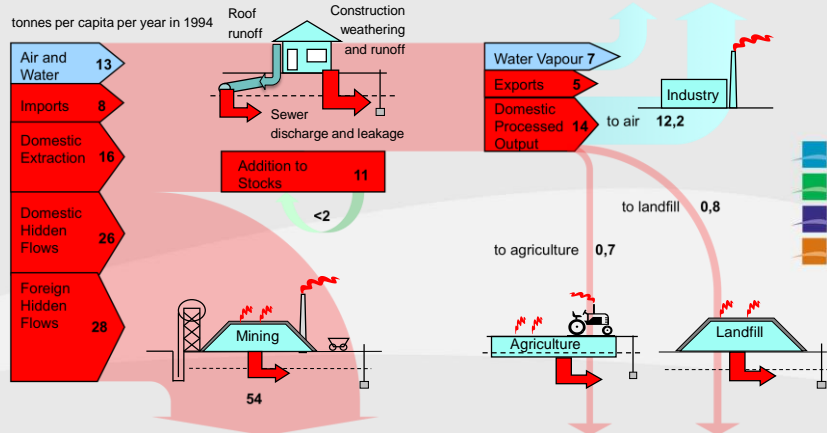 tonnes per capita per year in 1994
Roof
runoff
Construction
weathering
and runoff
Air and
Water 13
Imports 8
Domestic
Extraction 16
Domestic
Hidden
Flows 26
Foreign
Hidden
Flows 28
Sewer
discharge and leakage
Addition to
Stocks 11
<2
Water Vapour 7
Exports 5
Domestic
Processed 14
Output
Industry
to air 12,2
to landfill 0,8
to agriculture 0,7
Mining
54
Agriculture
Landfill